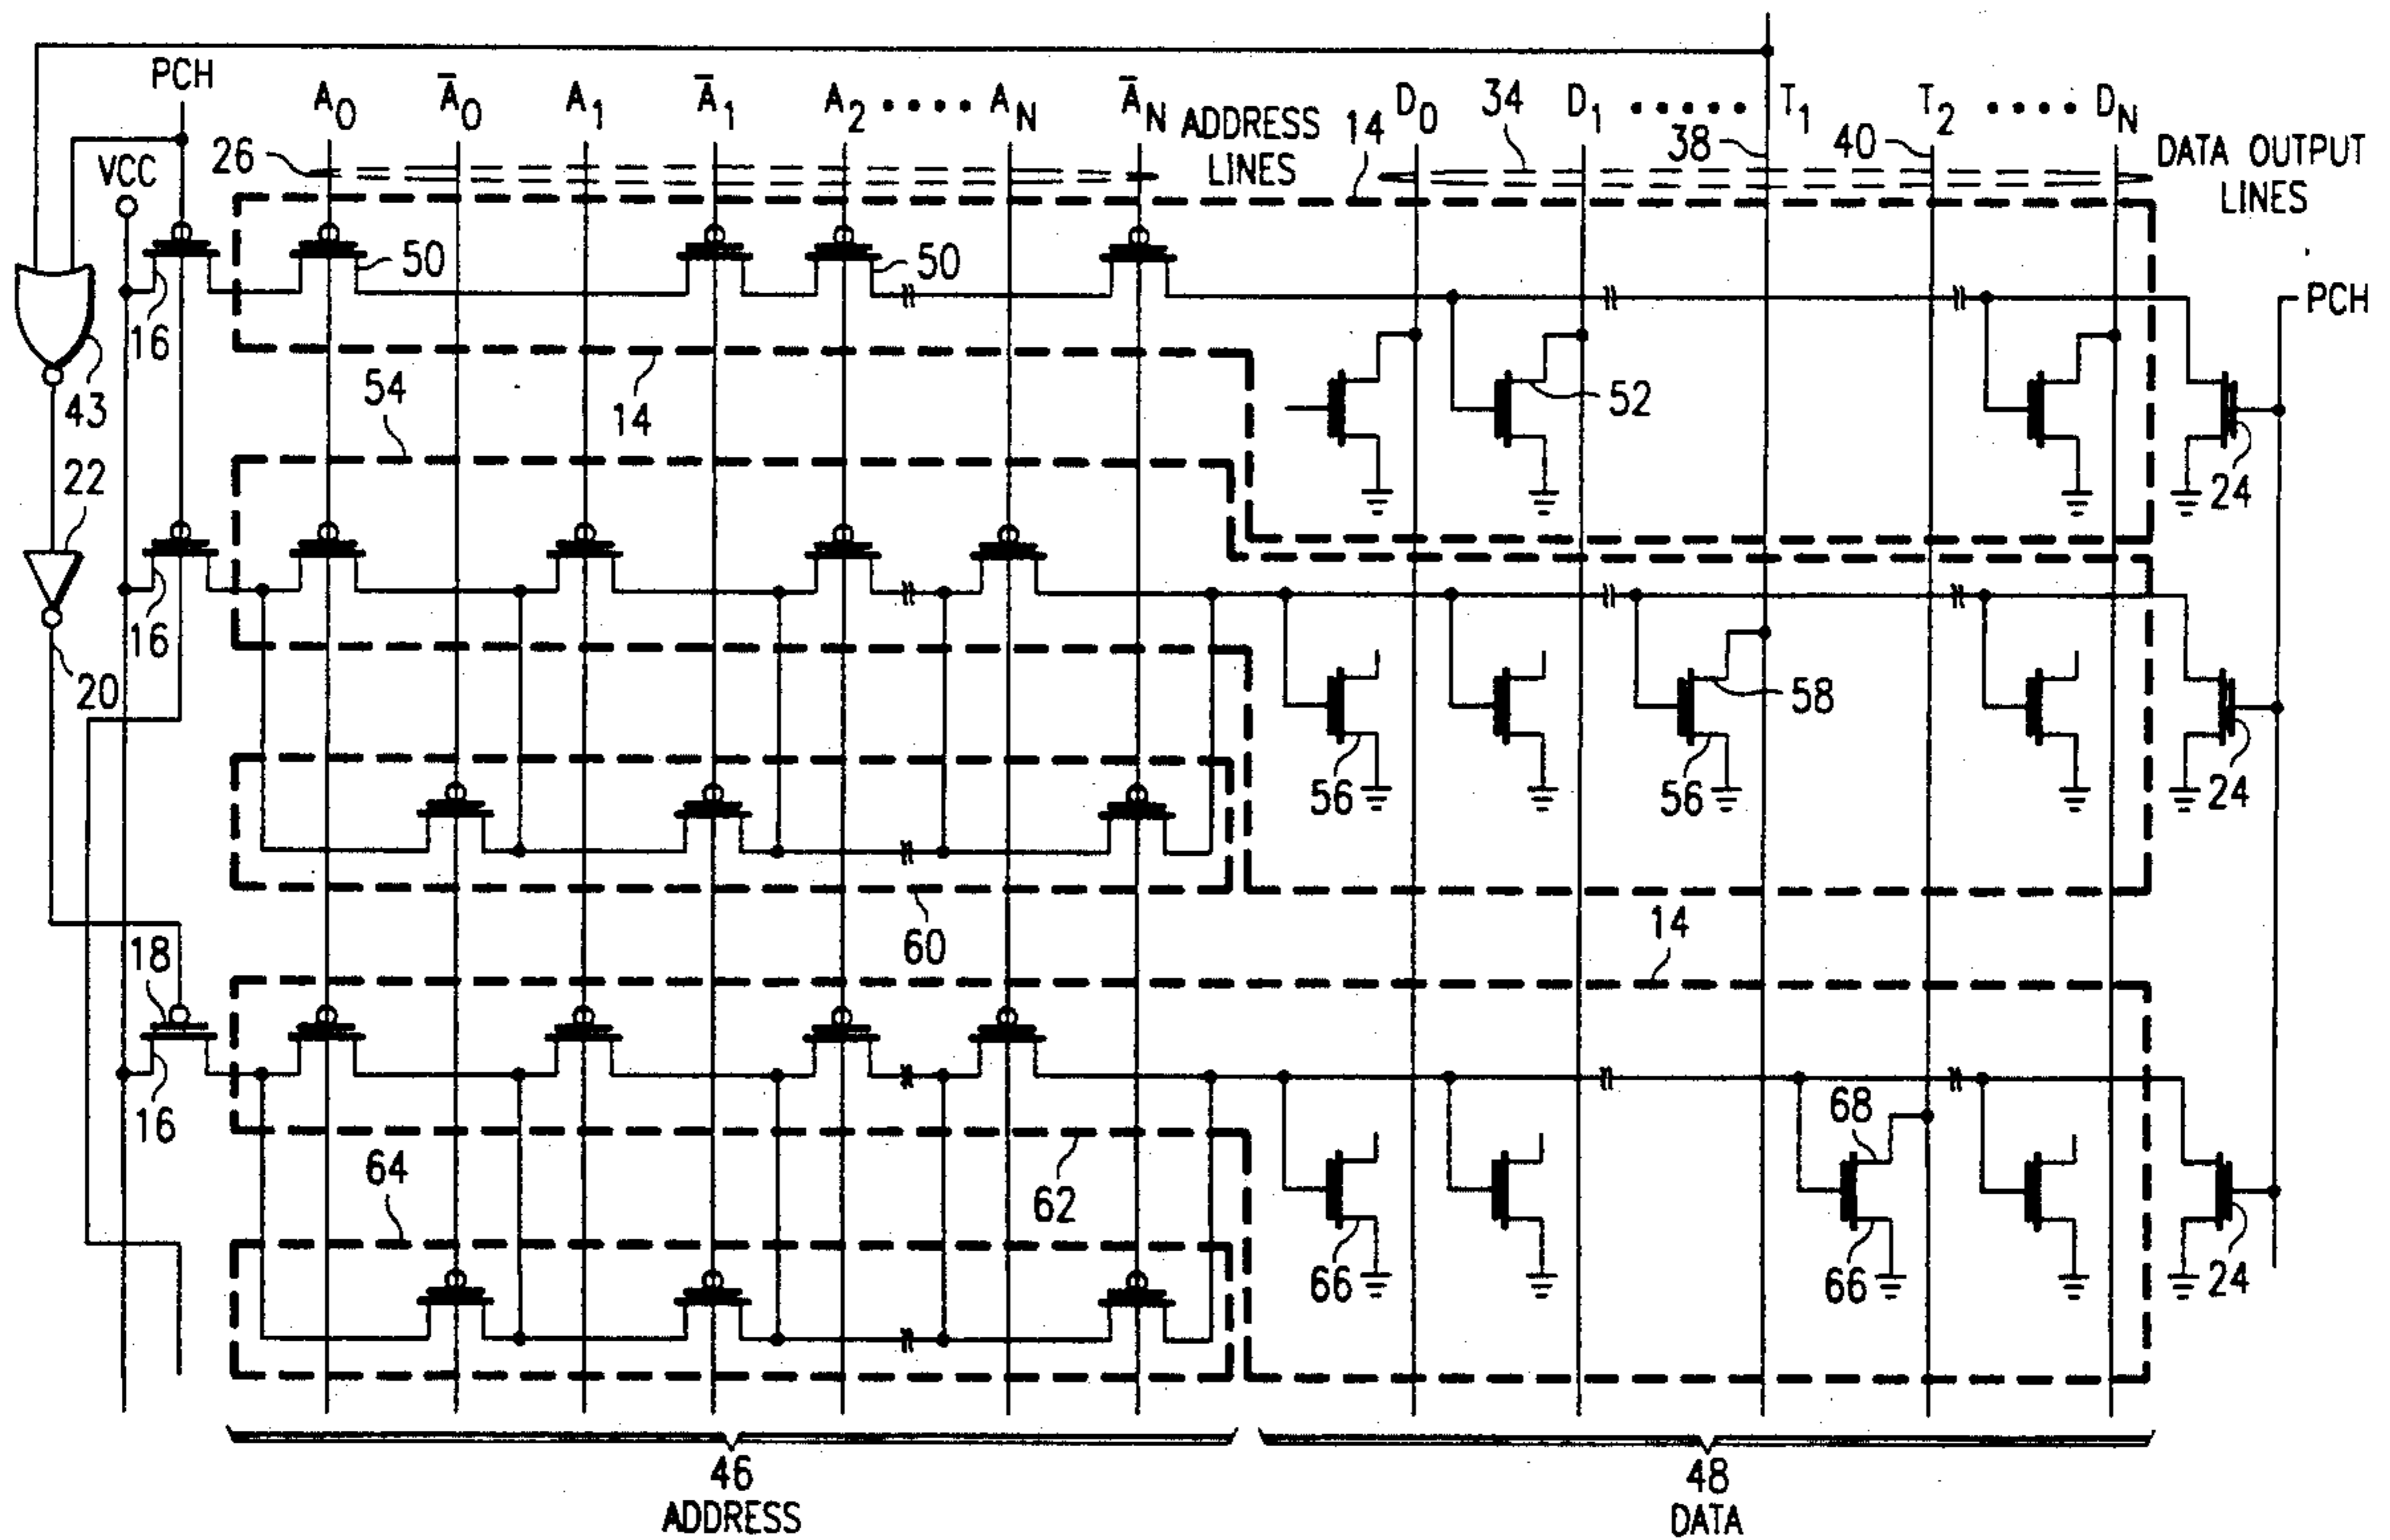 PCH
A0 Ā0 A1 Ā1 A2 •••• AN ĀN ADDRESS LINES
14 D0 34 D1 ••••• 38 T1 40 T2 •••• DN DATA OUTPUT LINES
VCC 26
16 50 50 PCH
43 54 14 52
22 24
16
20 58
56 56 24
60 14
18
16 68
64 62
66 66 24
46 48
ADDRESS DATA